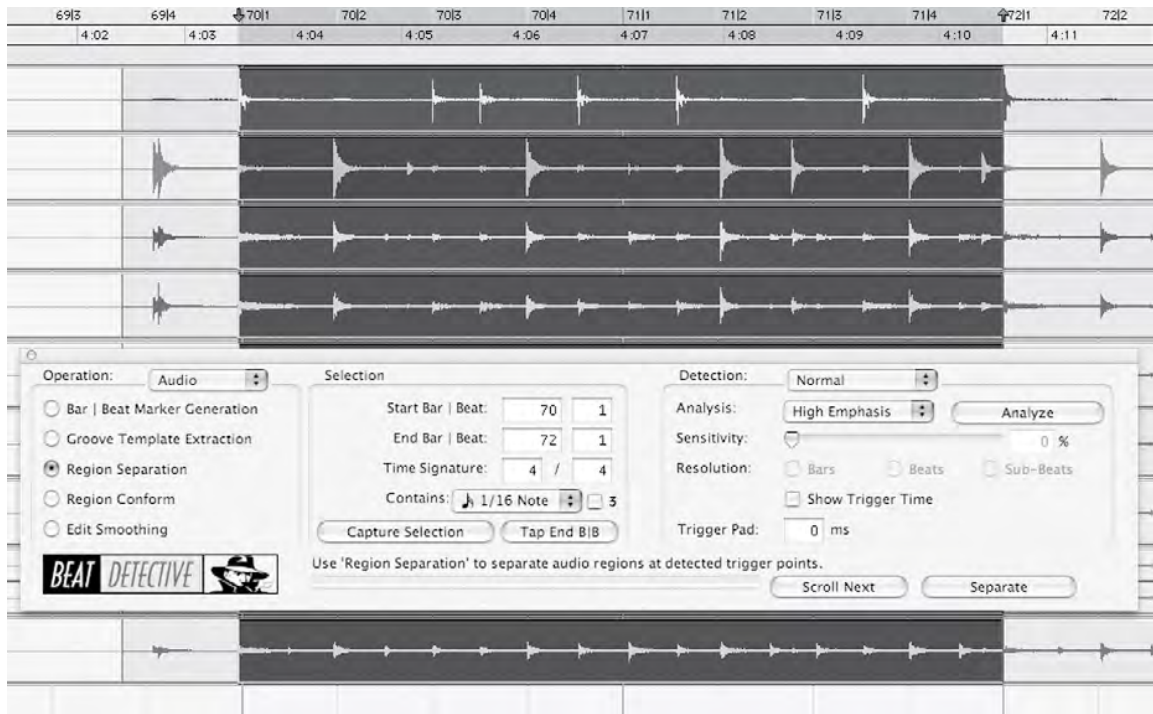 69|3 69|4 70|1 70|2 70|3 70|4 71|1 71|2 71|3 71|4 72|1 72|2
4:02 4:03 4:04 4:05 4:06 4:07 4:08 4:09 4:10 4:11
Operation: Audio
Bar | Beat Marker Generation
Groove Template Extraction
Region Separation
Region Conform
Edit Smoothing
BEAT DETECTIVE
Selection
Start Bar | Beat: 70 1
End Bar | Beat: 72 1
Time Signature: 4 / 4
Contains: 1/16 Note 3
Capture Selection Tap End B|B
Detection: Normal
Analysis: High Emphasis Analyze
Sensitivity: 0 %
Resolution: Bars Beats Sub-Beats
Show Trigger Time
Trigger Pad: 0 ms
Use 'Region Separation' to separate audio regions at detected trigger points.
Scroll Next Separate